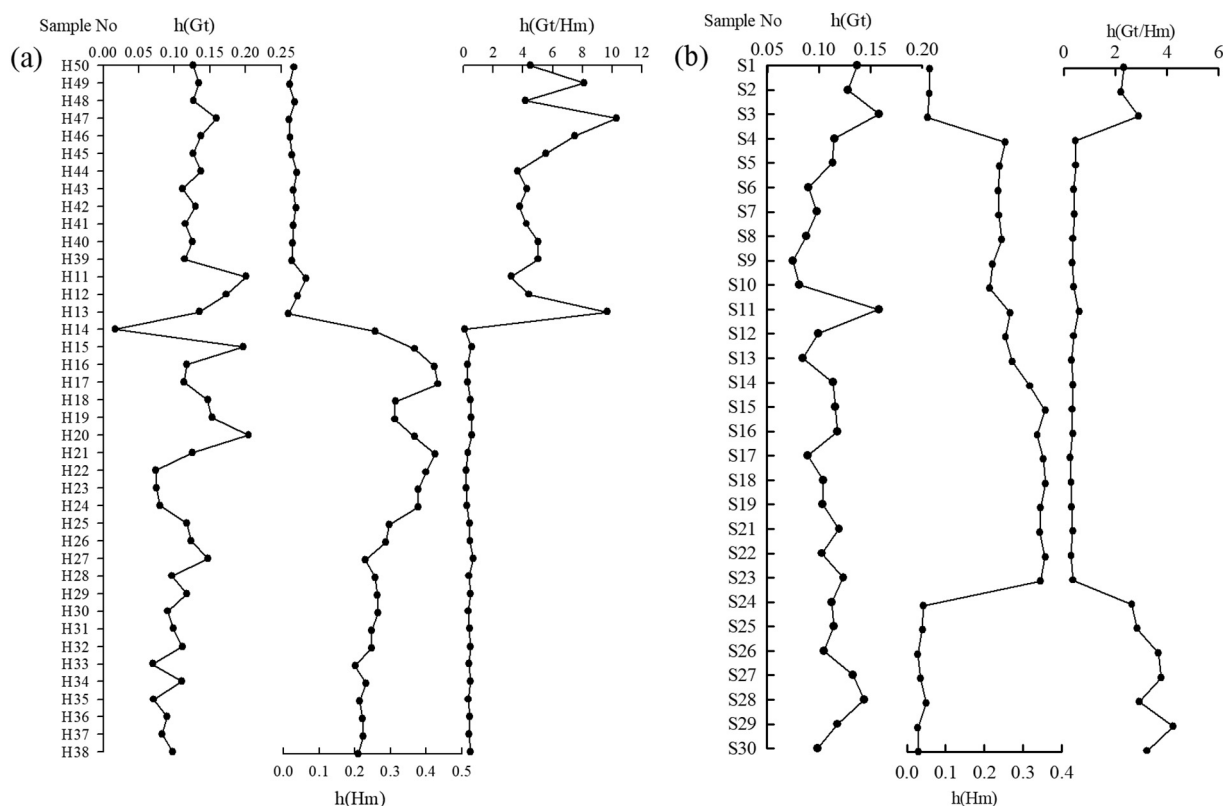 Sample No h(Gt) h(Gt/Hm)
0.00 0.05 0.10 0.15 0.20 0.25 0 2 4 6 8 10 12
(a)
H50
H49
H48
H47
H46
H45
H44
H43
H42
H41
H40
H39
H11
H12
H13
H14
H15
H16
H17
H18
H19
H20
H21
H22
H23
H24
H25
H26
H27
H28
H29
H30
H31
H32
H33
H34
H35
H36
H37
H38
0.0 0.1 0.2 0.3 0.4 0.5
h(Hm)
Sample No h(Gt) h(Gt/Hm)
0.05 0.10 0.15 0.20 0 2 4 6
(b)
S1
S2
S3
S4
S5
S6
S7
S8
S9
S10
S11
S12
S13
S14
S15
S16
S17
S18
S19
S21
S22
S23
S24
S25
S26
S27
S28
S29
S30
0.0 0.1 0.2 0.3 0.4
h(Hm)